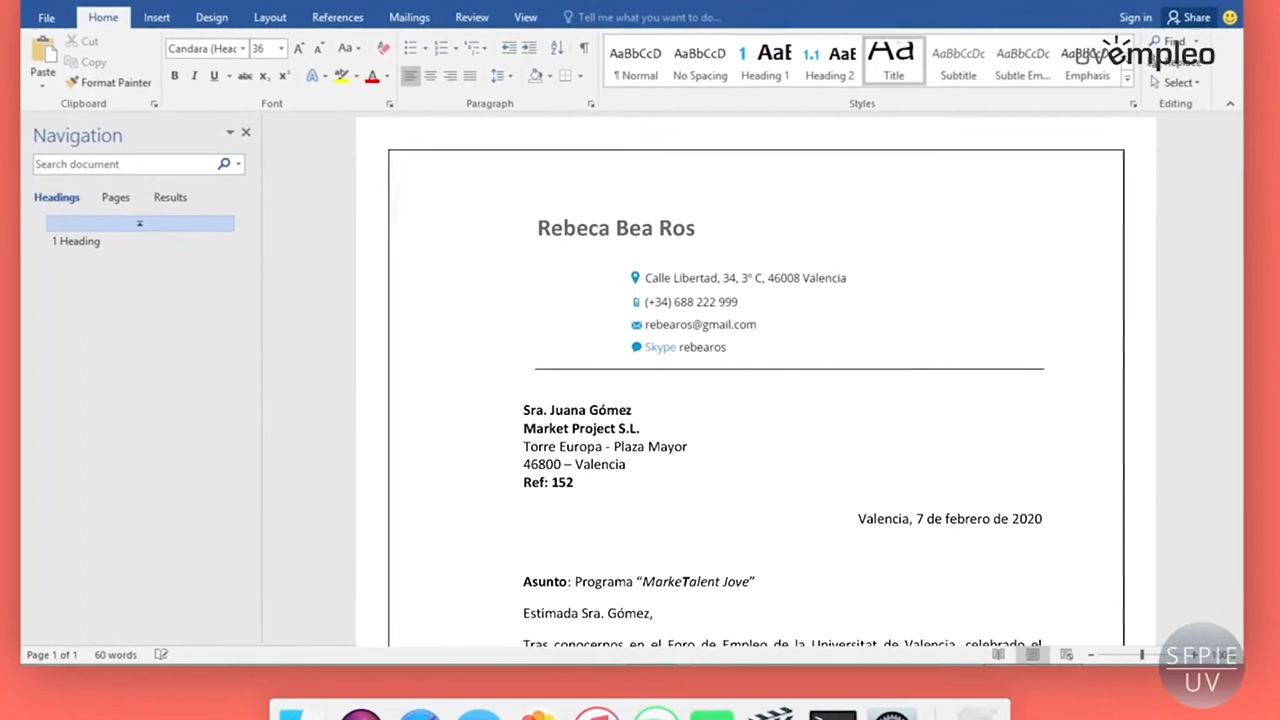 File Home Insert Design Layout References Mailings Review View Tell me what you want to do... Sign in Share
Cut
Copy
Paste
Format Painter
Clipboard
Candara (Heac 36
Font
Paragraph
AaBbCcD AaBbCcD 1 AaE 1.1 AaE Aa AaBbCcDc AaBbCcDc
¶ Normal No Spacing Heading 1 Heading 2 Title Subtitle Subtle Em... Emphasis
Styles
Find
Select
Editing
uvempleo
Navigation
Search document
Headings Pages Results
1 Heading
Rebeca Bea Ros
Calle Libertad, 34, 3º C, 46008 Valencia
(+34) 688 222 999
rebearos@gmail.com
Skype rebearos
Sra. Juana Gómez
Market Project S.L.
Torre Europa - Plaza Mayor
46800 – Valencia
Ref: 152
Valencia, 7 de febrero de 2020
Asunto: Programa “MarkeTalent Jove”
Estimada Sra. Gómez,
Tras conocernos en el Foro de Empleo de la Universitat de Valencia, celebrado el
Page 1 of 1 60 words
SFPIE
UV